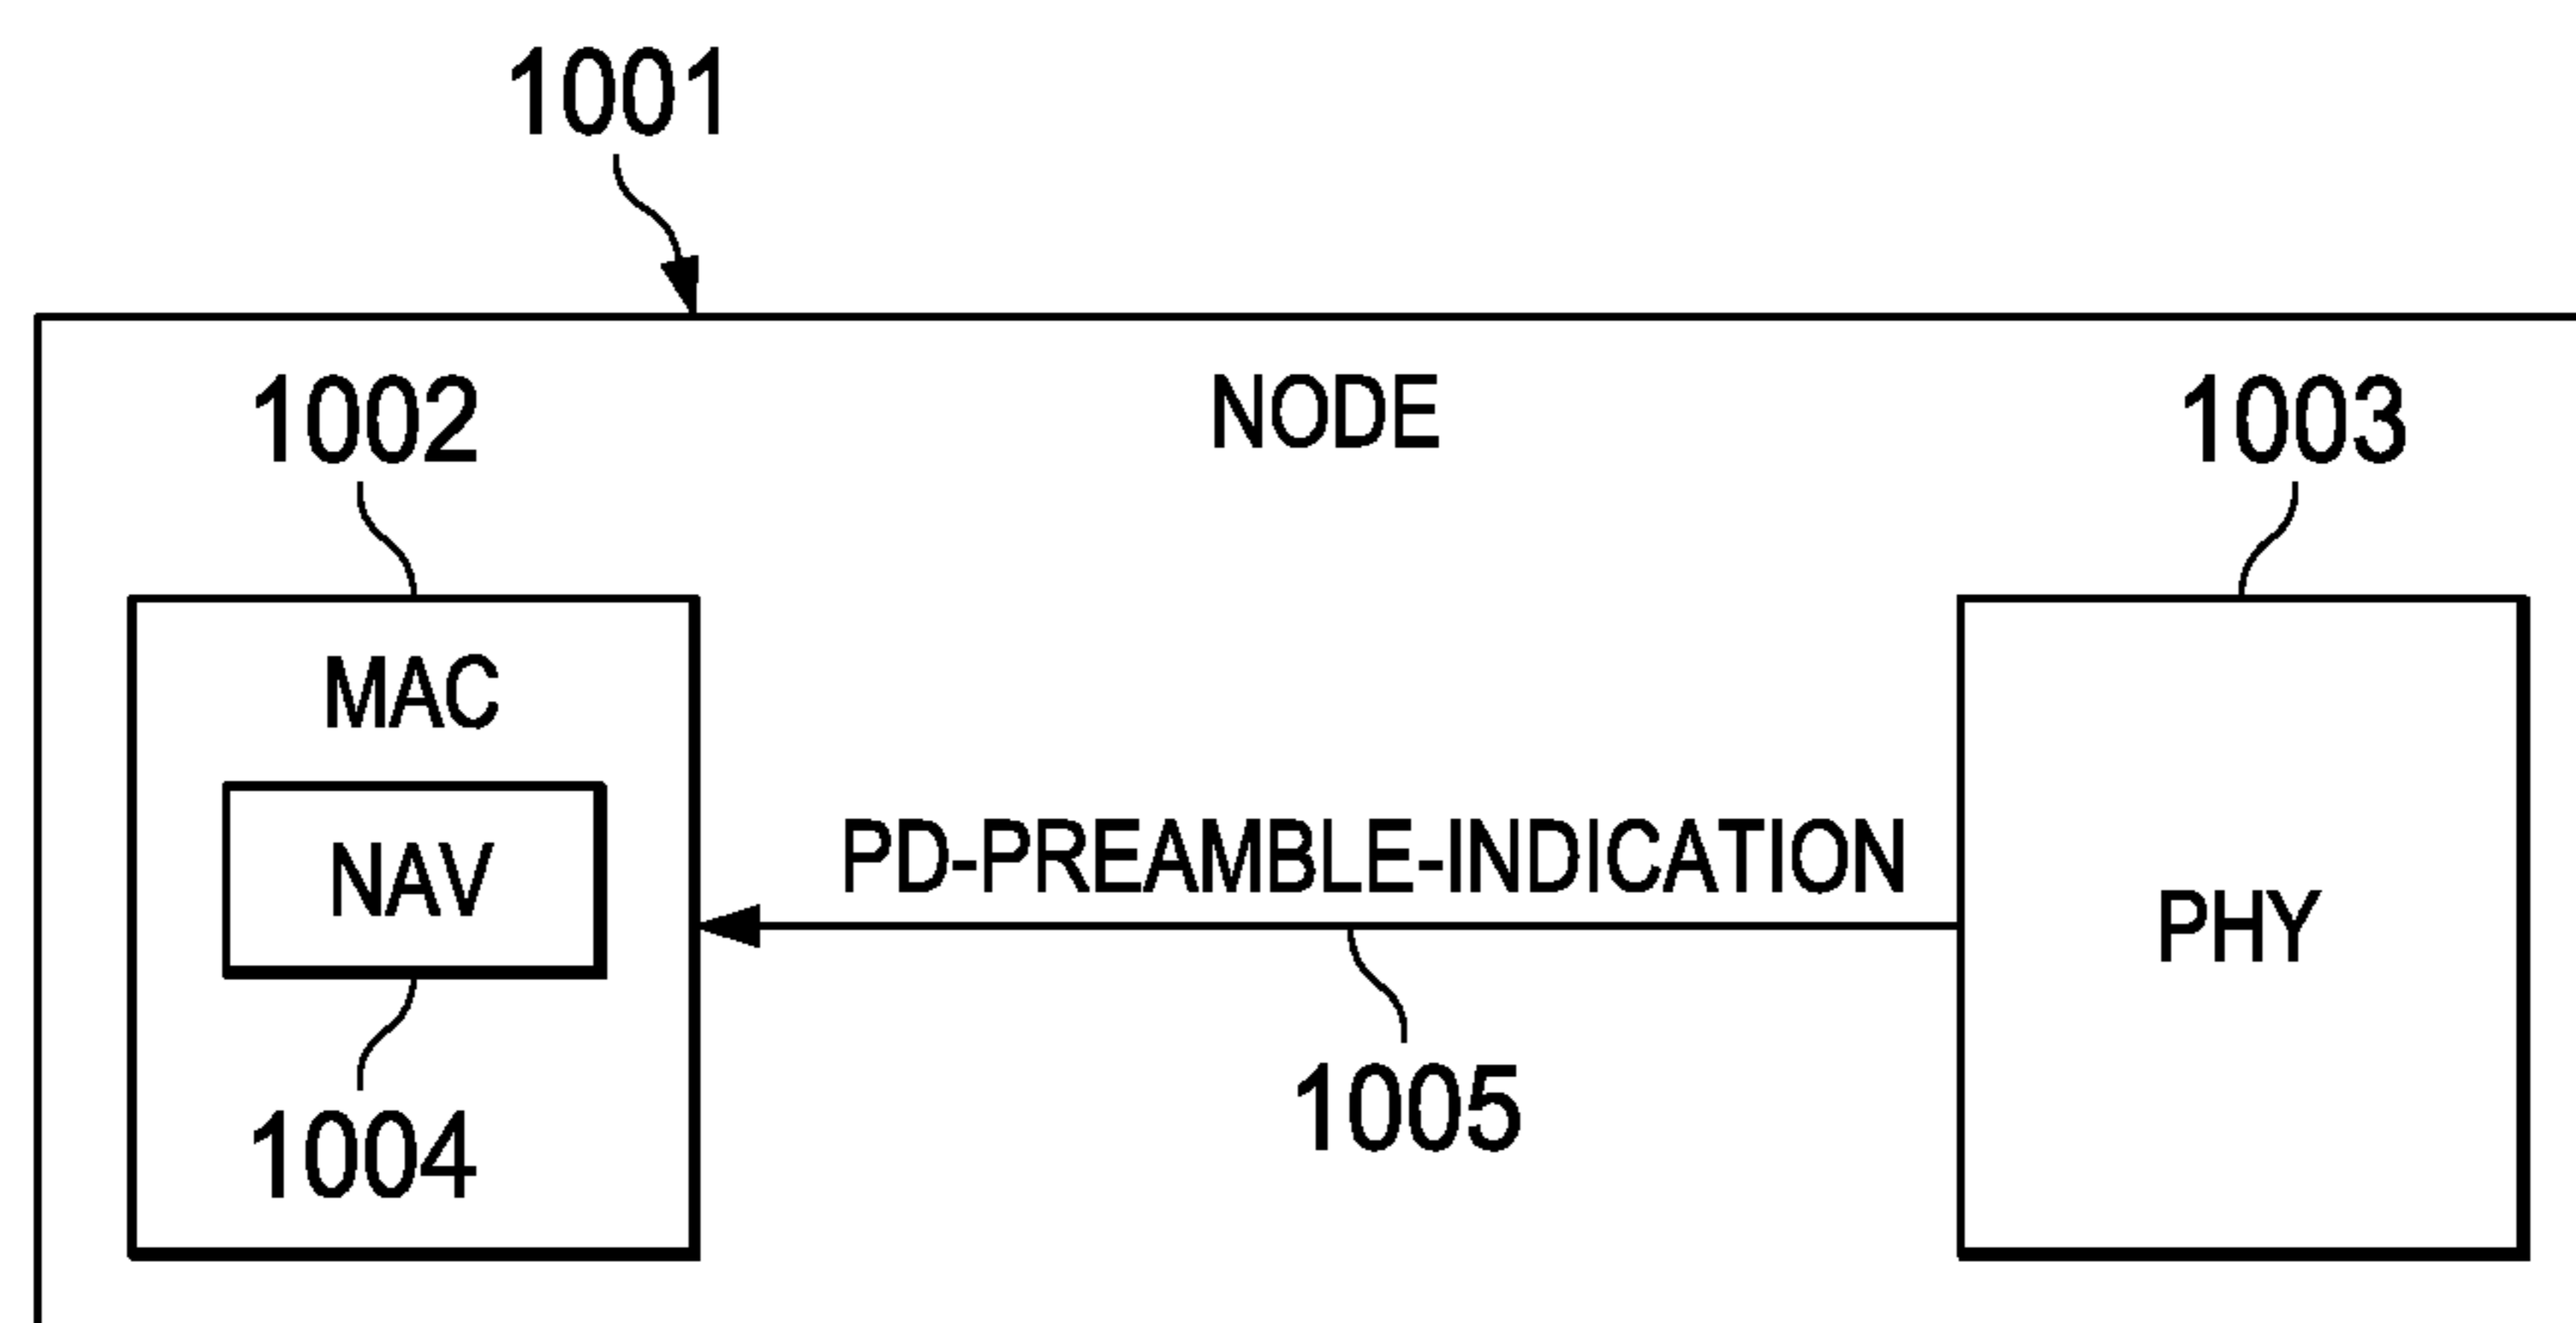 1001
NODE
1002
1003
MAC
NAV
PD-PREAMBLE-INDICATION
PHY
1004
1005